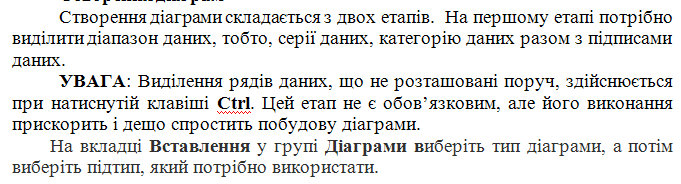 Створення діаграми складається з двох етапів. На першому етапі потрібно
виділити діапазон даних, тобто, серії даних, категорію даних разом з підписами
даних.
УВАГА: Виділення рядів даних, що не розташовані поруч, здійснюється
при натиснутій клавіші Ctrl. Цей етап не є обов’язковим, але його виконання
прискорить і дещо спростить побудову діаграми.
На вкладці Вставлення у групі Діаграми виберіть тип діаграми, а потім
виберіть підтип, який потрібно використати.